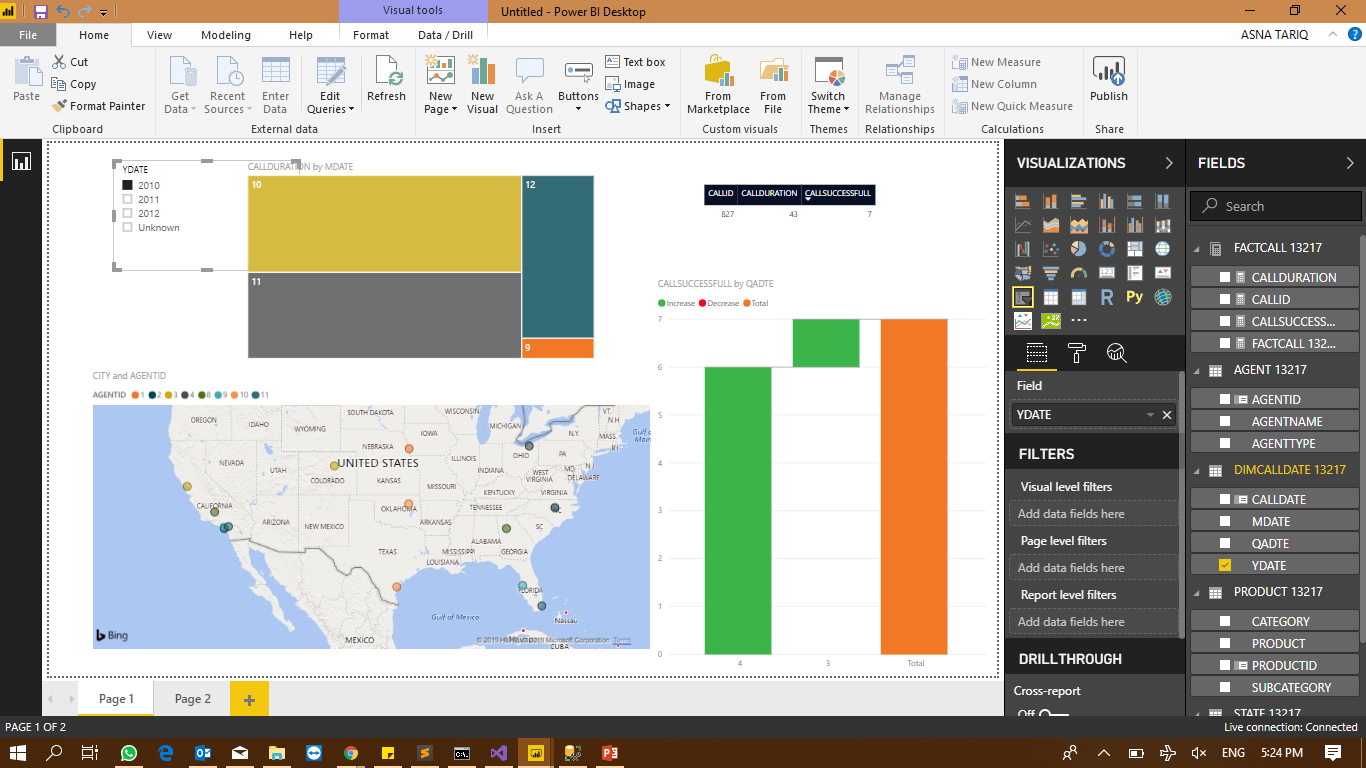 Visual tools
Untitled - Power BI Desktop
File
Home
View
Modeling
Help
Format
Data / Drill
ASNA TARIQ
Paste
Cut
Copy
Format Painter
Clipboard
Get Data
Recent Sources
Enter Data
Edit Queries
Refresh
External data
New Page
New Visual
Ask A Question
Buttons
Text box
Image
Shapes
Insert
From Marketplace
From File
Custom visuals
Switch Theme
Themes
Manage Relationships
Relationships
New Measure
New Column
New Quick Measure
Calculations
Publish
Share
YDATE
2010
2011
2012
Unknown
CALLDURATION by MDATE
10
12
11
9
CALLID CALLDURATION CALLSUCCESSFULL
827 43 7
CALLSUCCESSFULL by QADTE
Increase Decrease Total
7
6
5
4
3
2
1
0
4 3 Total
CITY and AGENTID
AGENTID 1 2 3 4 8 9 10 11
OREGON
IDAHO
WYOMING
SOUTH DAKOTA
WISCONSIN
MICHIGAN
VT.
N.H.
N.Y.
MASS.
R.I.
IOWA
NEBRASKA
NEVADA
UTAH
COLORADO
UNITED STATES
KANSAS
ILLINOIS
INDIANA
OHIO
PA
WEST VIRGINIA
MD
NJ
DELAWARE
MISSOURI
KENTUCKY
VIRGINIA
CALIFORNIA
ARIZONA
NEW MEXICO
OKLAHOMA
ARKANSAS
TENNESSEE
NC
SC
TEXAS
ALABAMA
MISSISSIPPI
GEORGIA
LOUISIANA
FLORIDA
Gulf of Mexico
Nassau
MEXICO
CUBA
Bing
Terms
VISUALIZATIONS
R
Py
Field
YDATE
FILTERS
Visual level filters
Add data fields here
Page level filters
Add data fields here
Report level filters
Add data fields here
DRILLTHROUGH
Cross-report
Off
FIELDS
Search
FACTCALL 13217
CALLDURATION
CALLID
CALLSUCCESS...
FACTCALL 132...
AGENT 13217
AGENTID
AGENTNAME
AGENTTYPE
DIMCALLDATE 13217
CALLDATE
MDATE
QADTE
YDATE
PRODUCT 13217
CATEGORY
PRODUCT
PRODUCTID
SUBCATEGORY
STATE 13217
Page 1
Page 2
PAGE 1 OF 2
Live connection: Connected
ENG
5:24 PM